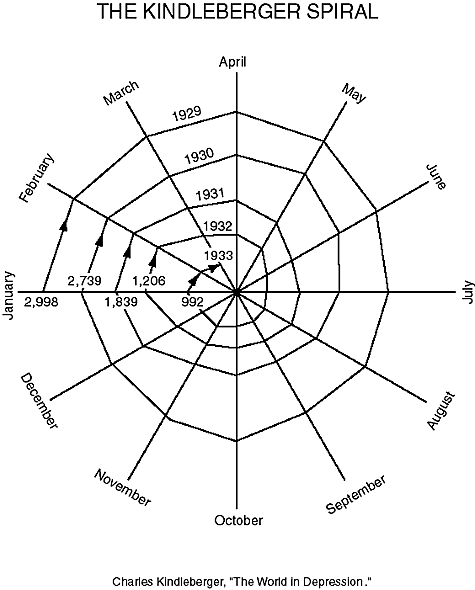 THE KINDLEBERGER SPIRAL
April
March
May
1929
February
June
1930
1931
1932
1933
January
2,739
1,206
July
2,998
1,839
992
December
August
November
September
October
Charles Kindleberger, "The World in Depression."